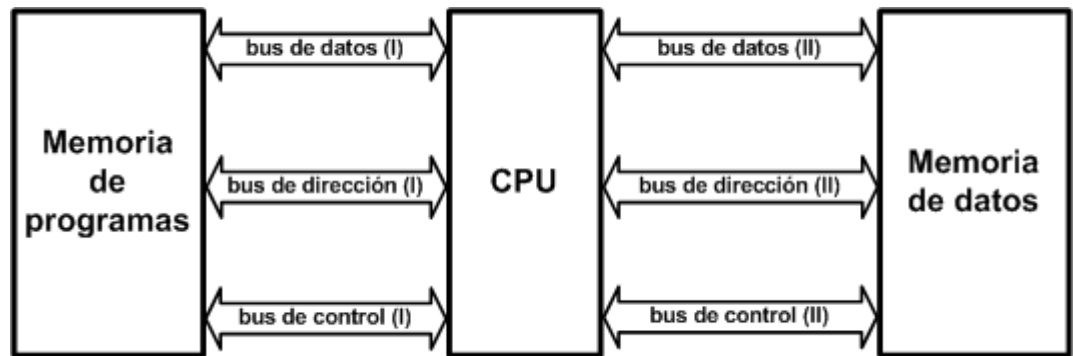 Memoria
de
programas
bus de datos (I)
bus de dirección (I)
bus de control (I)
CPU
bus de datos (II)
bus de dirección (II)
bus de control (II)
Memoria
de datos